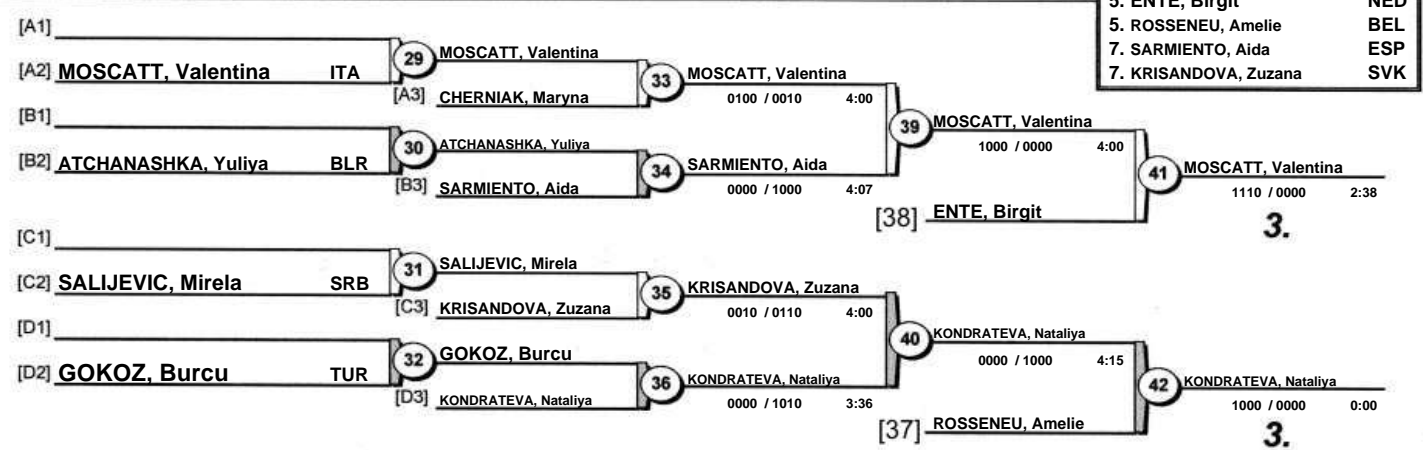 5. ENTE, Birgit NED
5. ROSSENEU, Amelie BEL
7. SARMIENTO, Aida ESP
7. KRISANDOVA, Zuzana SVK
[A1]
[A2] MOSCATT, Valentina ITA
29
MOSCATT, Valentina
[A3] CHERNIAK, Maryna
33
MOSCATT, Valentina
0100 / 0010 4:00
[B1]
[B2] ATCHANASHKA, Yuliya BLR
30
ATCHANASHKA, Yuliya
[B3] SARMIENTO, Aida
34
SARMIENTO, Aida
0000 / 1000 4:07
39
MOSCATT, Valentina
1000 / 0000 4:00
[38] ENTE, Birgit
41
MOSCATT, Valentina
1110 / 0000 2:38
3.
[C1]
[C2] SALIJEVIC, Mirela SRB
31
SALIJEVIC, Mirela
[C3] KRISANDOVA, Zuzana
35
KRISANDOVA, Zuzana
0010 / 0110 4:00
[D1]
[D2] GOKOZ, Burcu TUR
32
GOKOZ, Burcu
[D3] KONDRATEVA, Nataliya
36
KONDRATEVA, Nataliya
0000 / 1010 3:36
40
KONDRATEVA, Nataliya
0000 / 1000 4:15
[37] ROSSENEU, Amelie
42
KONDRATEVA, Nataliya
1000 / 0000 0:00
3.